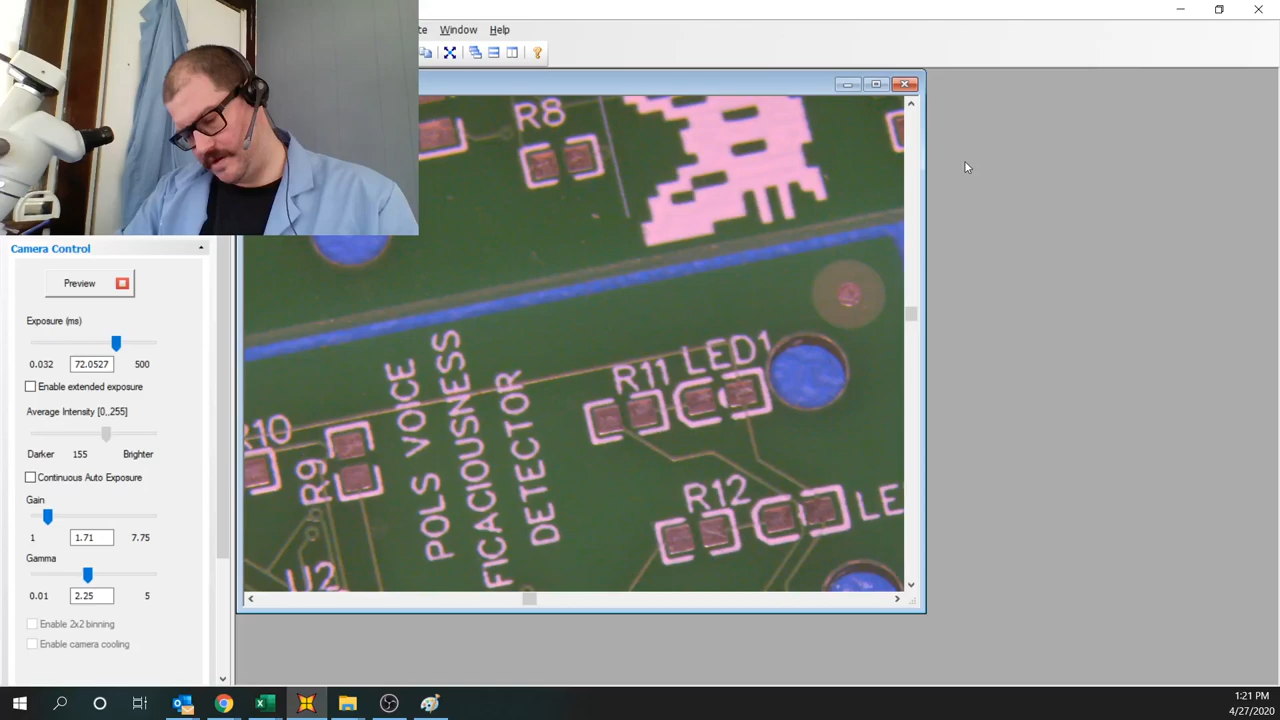 Window Help
R8
Camera Control
Preview
Exposure (ms)
0.032 72.0527 500
Enable extended exposure
Average Intensity [0,,255]
Darker 155 Brighter
Continuous Auto Exposure
Gain
1 1.71 7.75
Gamma
0.01 2.25 5
Enable 2x2 binning
Enable camera cooling
LED1
R11
R12
R9
POLS VOICE
FICACIOUSNESS
DETECTOR
U2
1:21 PM
4/27/2020